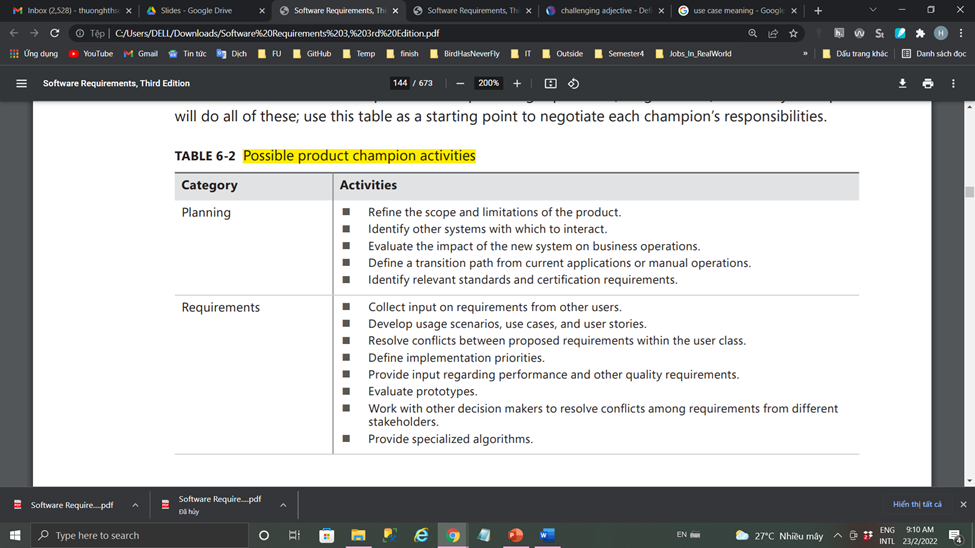 Inbox (2,528) - thuonghths
Slides - Google Drive
Software Requirements, Thi
Software Requirements, Thi
challenging adjective - Defi
use case meaning - Google
Tệp
C:/Users/DELL/Downloads/Software%20Requirements%203,%203rd%20Edition.pdf
Ứng dụng
YouTube
Gmail
Tin tức
Dịch
FU
GitHub
Temp
finish
BirdHasNeverFly
IT
Outside
Semester4
Jobs_In_RealWorld
»
Dấu trang khác
Danh sách đọc
Software Requirements, Third Edition
144 / 673
200%
will do all of these; use this table as a starting point to negotiate each champion's responsibilities.
TABLE 6-2 Possible product champion activities
Category Activities
Planning
■ Refine the scope and limitations of the product.
■ Identify other systems with which to interact.
■ Evaluate the impact of the new system on business operations.
■ Define a transition path from current applications or manual operations.
■ Identify relevant standards and certification requirements.
Requirements
■ Collect input on requirements from other users.
■ Develop usage scenarios, use cases, and user stories.
■ Resolve conflicts between proposed requirements within the user class.
■ Define implementation priorities.
■ Provide input regarding performance and other quality requirements.
■ Evaluate prototypes.
■ Work with other decision makers to resolve conflicts among requirements from different
stakeholders.
■ Provide specialized algorithms.
Software Require....pdf
Software Require....pdf
Đã hủy
Hiển thị tất cả
Type here to search
EN
27°C Nhiều mây
ENG
INTL
9:10 AM
23/2/2022
4